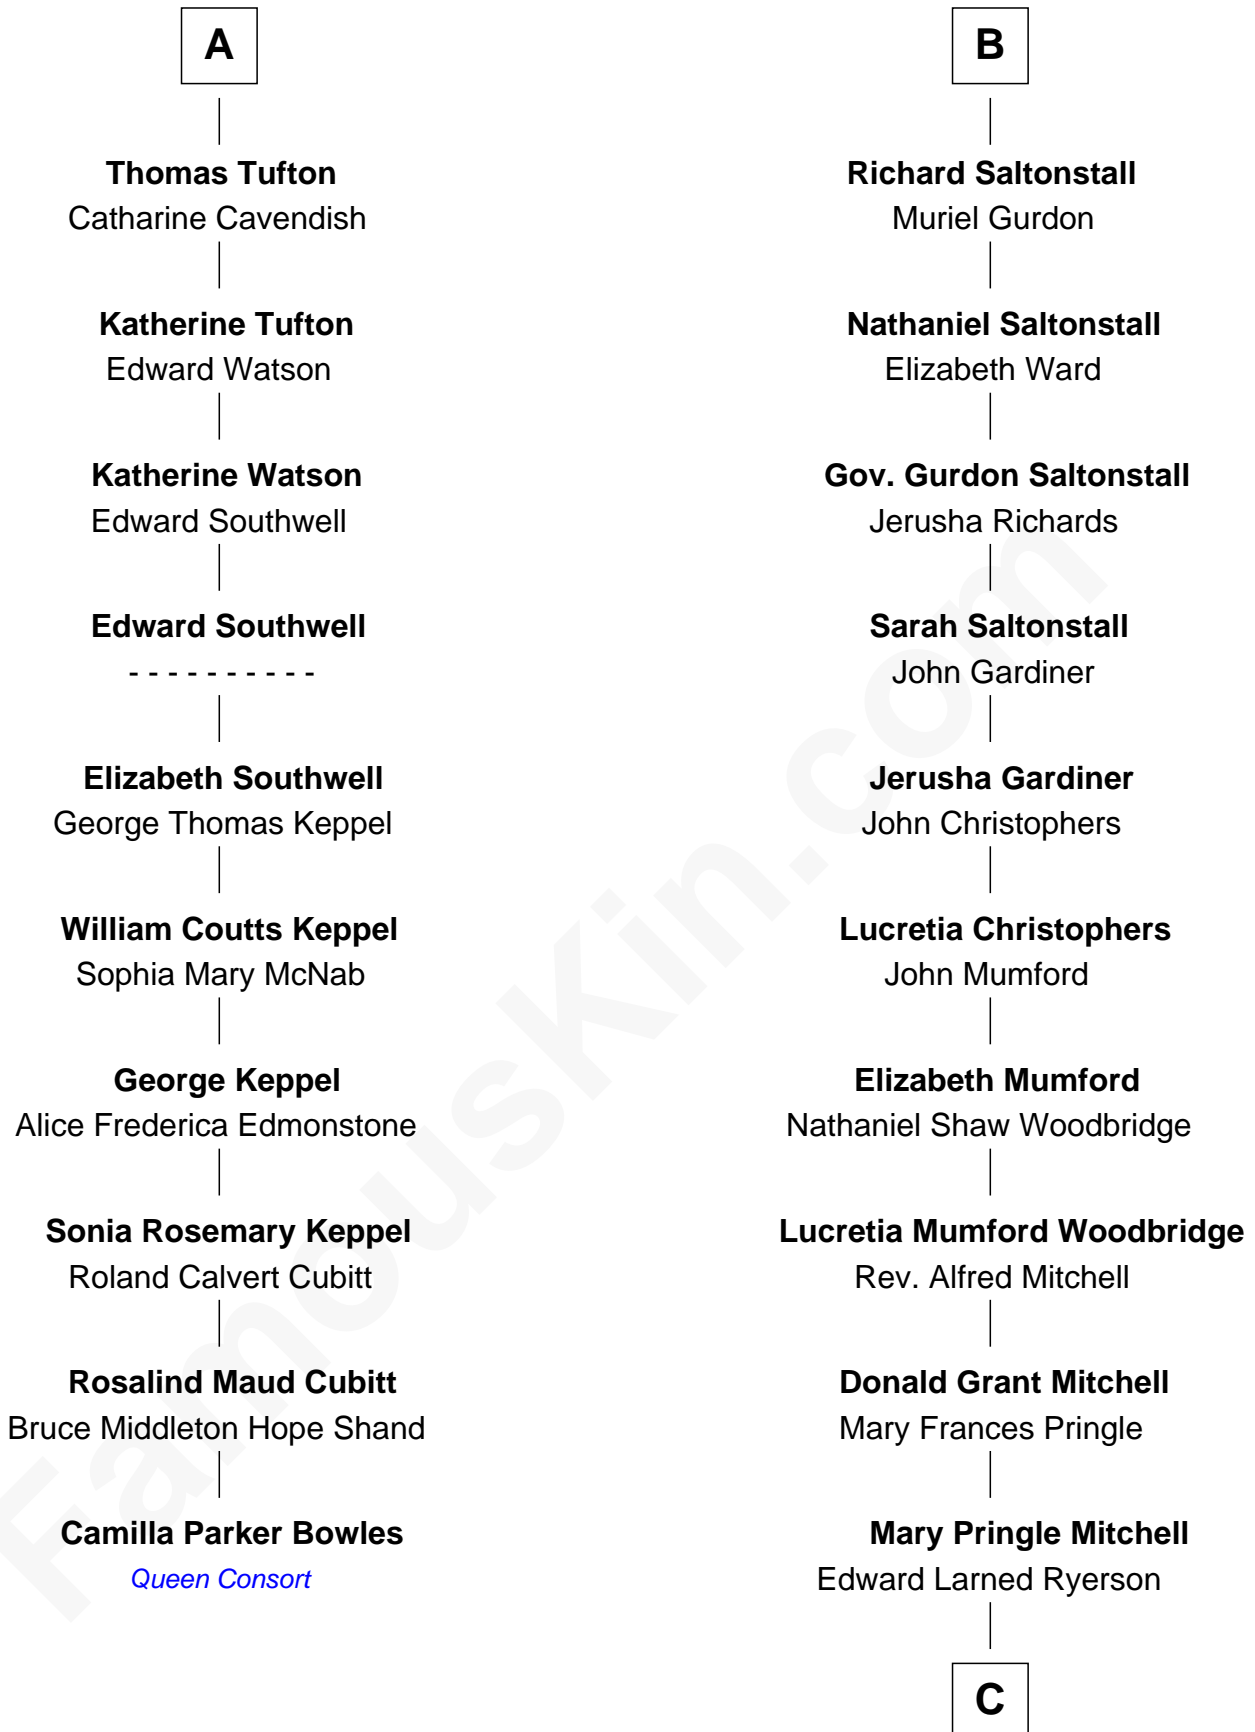 A
Thomas Tufton
Catharine Cavendish
Katherine Tufton
Edward Watson
Katherine Watson
Edward Southwell
Edward Southwell
- - - - - - - - - -
Elizabeth Southwell
George Thomas Keppel
William Coutts Keppel
Sophia Mary McNab
George Keppel
Alice Frederica Edmonstone
Sonia Rosemary Keppel
Roland Calvert Cubitt
Rosalind Maud Cubitt
Bruce Middleton Hope Shand
Camilla Parker Bowles
Queen Consort
B
Richard Saltonstall
Muriel Gurdon
Nathaniel Saltonstall
Elizabeth Ward
Gov. Gurdon Saltonstall
Jerusha Richards
Sarah Saltonstall
John Gardiner
Jerusha Gardiner
John Christophers
Lucretia Christophers
John Mumford
Elizabeth Mumford
Nathaniel Shaw Woodbridge
Lucretia Mumford Woodbridge
Rev. Alfred Mitchell
Donald Grant Mitchell
Mary Frances Pringle
Mary Pringle Mitchell
Edward Larned Ryerson
C
FamousKin.com